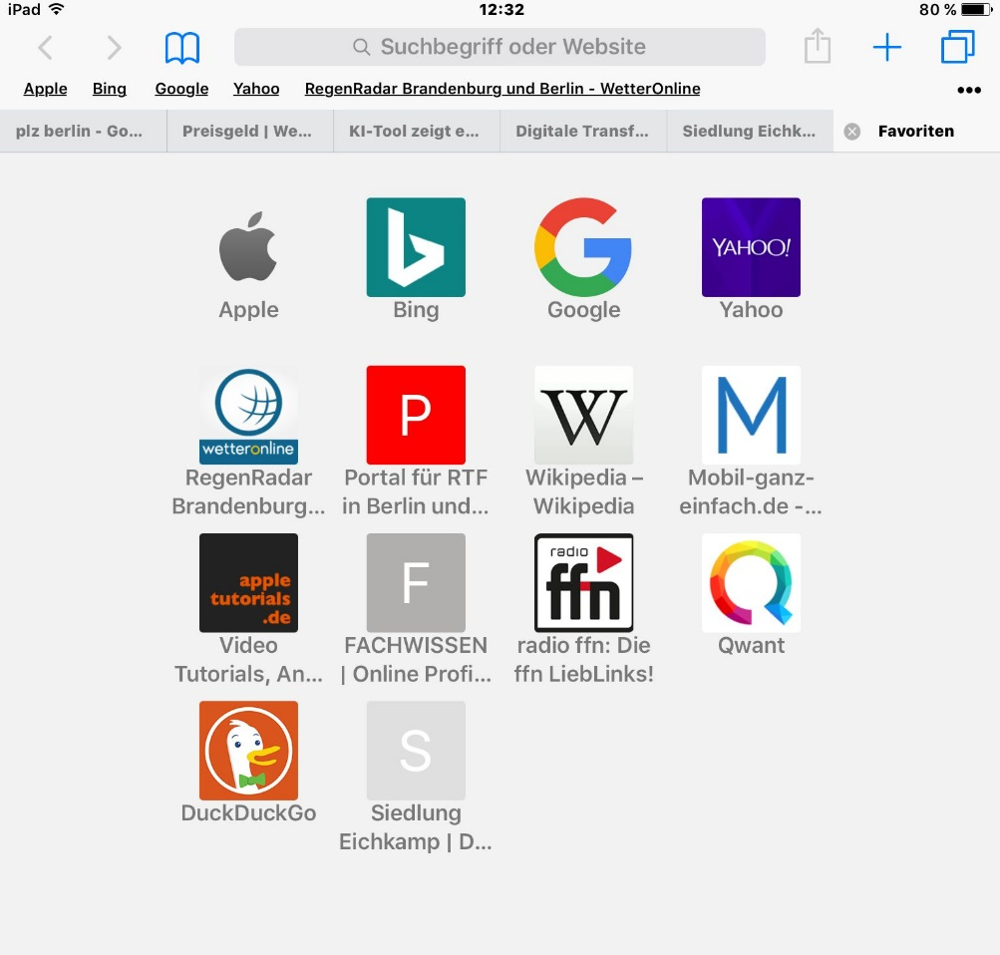 iPad 12:32 80 %
Suchbegriff oder Website
Apple Bing Google Yahoo RegenRadar Brandenburg und Berlin - WetterOnline •••
plz berlin - Go... Preisgeld | We... KI-Tool zeigt e... Digitale Transf... Siedlung Eichk... Favoriten
YAHOO!
Apple Bing Google Yahoo
wetteronline P W M
RegenRadar Portal für RTF Wikipedia – Mobil-ganz-
Brandenburg... in Berlin und... Wikipedia einfach.de -...
apple
tutorials
.de
F
radio
ffn
Video FACHWISSEN radio ffn: Die Qwant
Tutorials, An... | Online Profi... ffn LiebLinks!
S
DuckDuckGo Siedlung
Eichkamp | D...